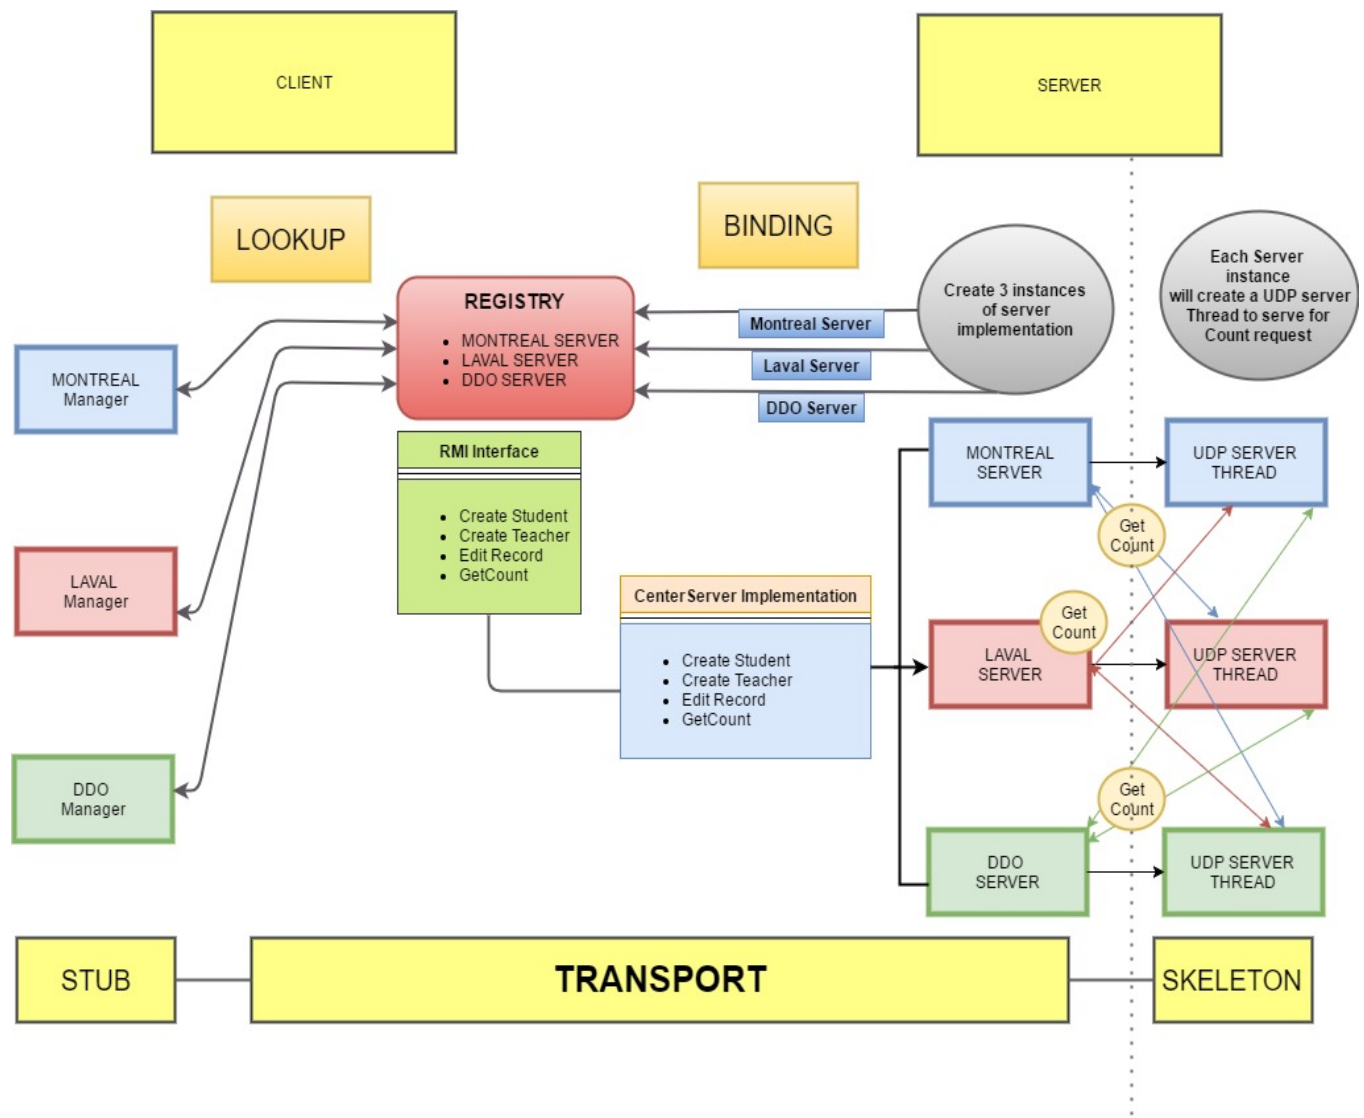 CLIENT
SERVER
LOOKUP
BINDING
Create 3 instances
of server
implementation
Each Server
instance
will create a UDP server
Thread to serve for
Count request
REGISTRY
MONTREAL SERVER
LAVAL SERVER
DDO SERVER
Montreal Server
Laval Server
DDO Server
MONTREAL
Manager
LAVAL
Manager
DDO
Manager
RMI Interface
Create Student
Create Teacher
Edit Record
GetCount
Center Server Implementation
Create Student
Create Teacher
Edit Record
GetCount
MONTREAL
SERVER
UDP SERVER
THREAD
Get
Count
LAVAL
SERVER
Get
Count
UDP SERVER
THREAD
Get
Count
DDO
SERVER
UDP SERVER
THREAD
STUB
TRANSPORT
SKELETON